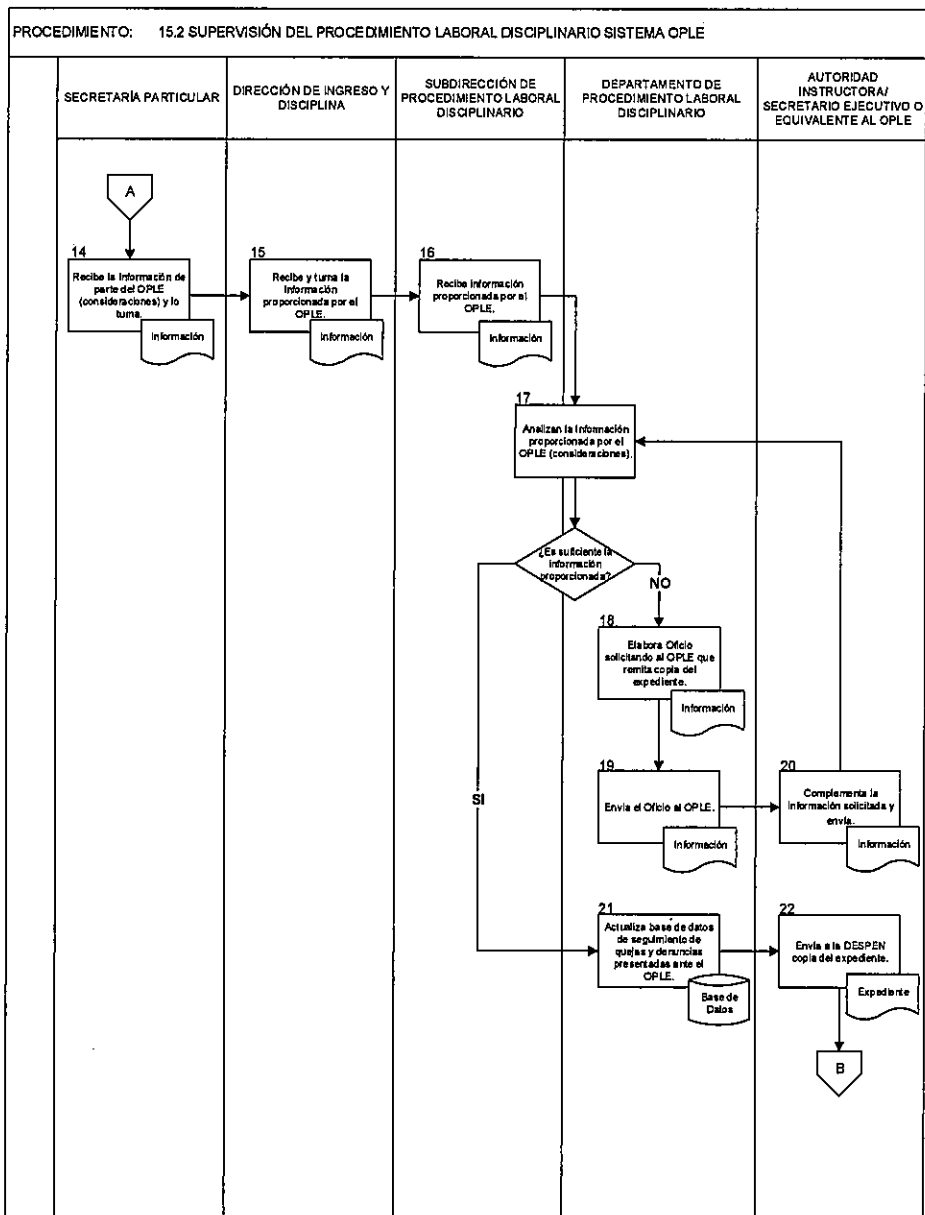 PROCEDIMIENTO: 15.2 SUPERVISIÓN DEL PROCEDIMIENTO LABORAL DISCIPLINARIO SISTEMA OPLE
SECRETARÍA PARTICULAR
DIRECCIÓN DE INGRESO Y
DISCIPLINA
SUBDIRECCIÓN DE
PROCEDIMIENTO LABORAL
DISCIPLINARIO
DEPARTAMENTO DE
PROCEDIMIENTO LABORAL
DISCIPLINARIO
AUTORIDAD
INSTRUCTORA/
SECRETARIO EJECUTIVO O
EQUIVALENTE AL OPLE
A
14
Recibe la Información de
parte del OPLE
(consideraciones) y lo
turna.
Información
15
Recibe y turna la
Información
proporcionada por el
OPLE.
Información
16
Recibe información
proporcionada por el
OPLE.
Información
17
Analizan la Información
proporcionada por el
OPLE (consideraciones).
¿Es suficiente la
información
proporcionada?
NO
SI
18
Elabora Oficio
solicitando al OPLE que
remita copia del
expediente.
Información
19
Envía el Oficio al OPLE.
Información
20
Complementa la
información solicitada y
envía.
Información
21
Actualiza base de datos
de seguimiento de
quejas y denuncias
presentadas ante el
OPLE.
Base de
Datos
22
Envía a la DESPEN
copia del expediente.
Expediente
B